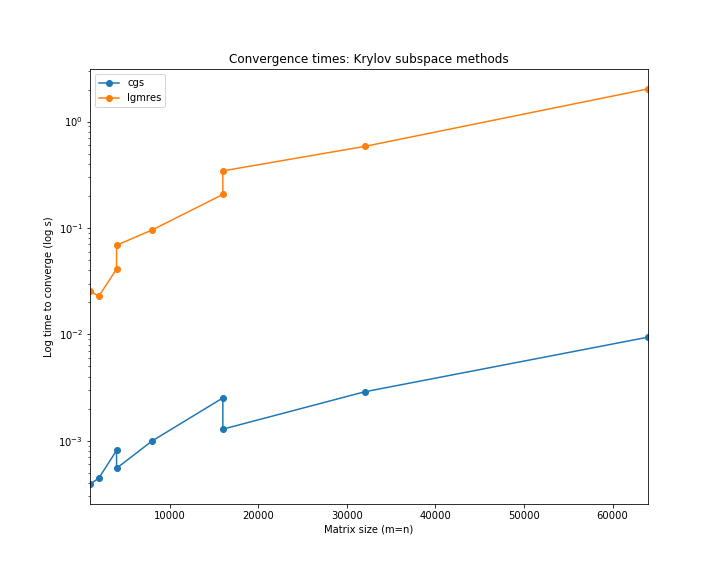 Convergence times: Krylov subspace methods
cgs
lgmres
Log time to converge (log s)
10⁰
10⁻¹
10⁻²
10⁻³
10000
20000
30000
40000
50000
60000
Matrix size (m=n)